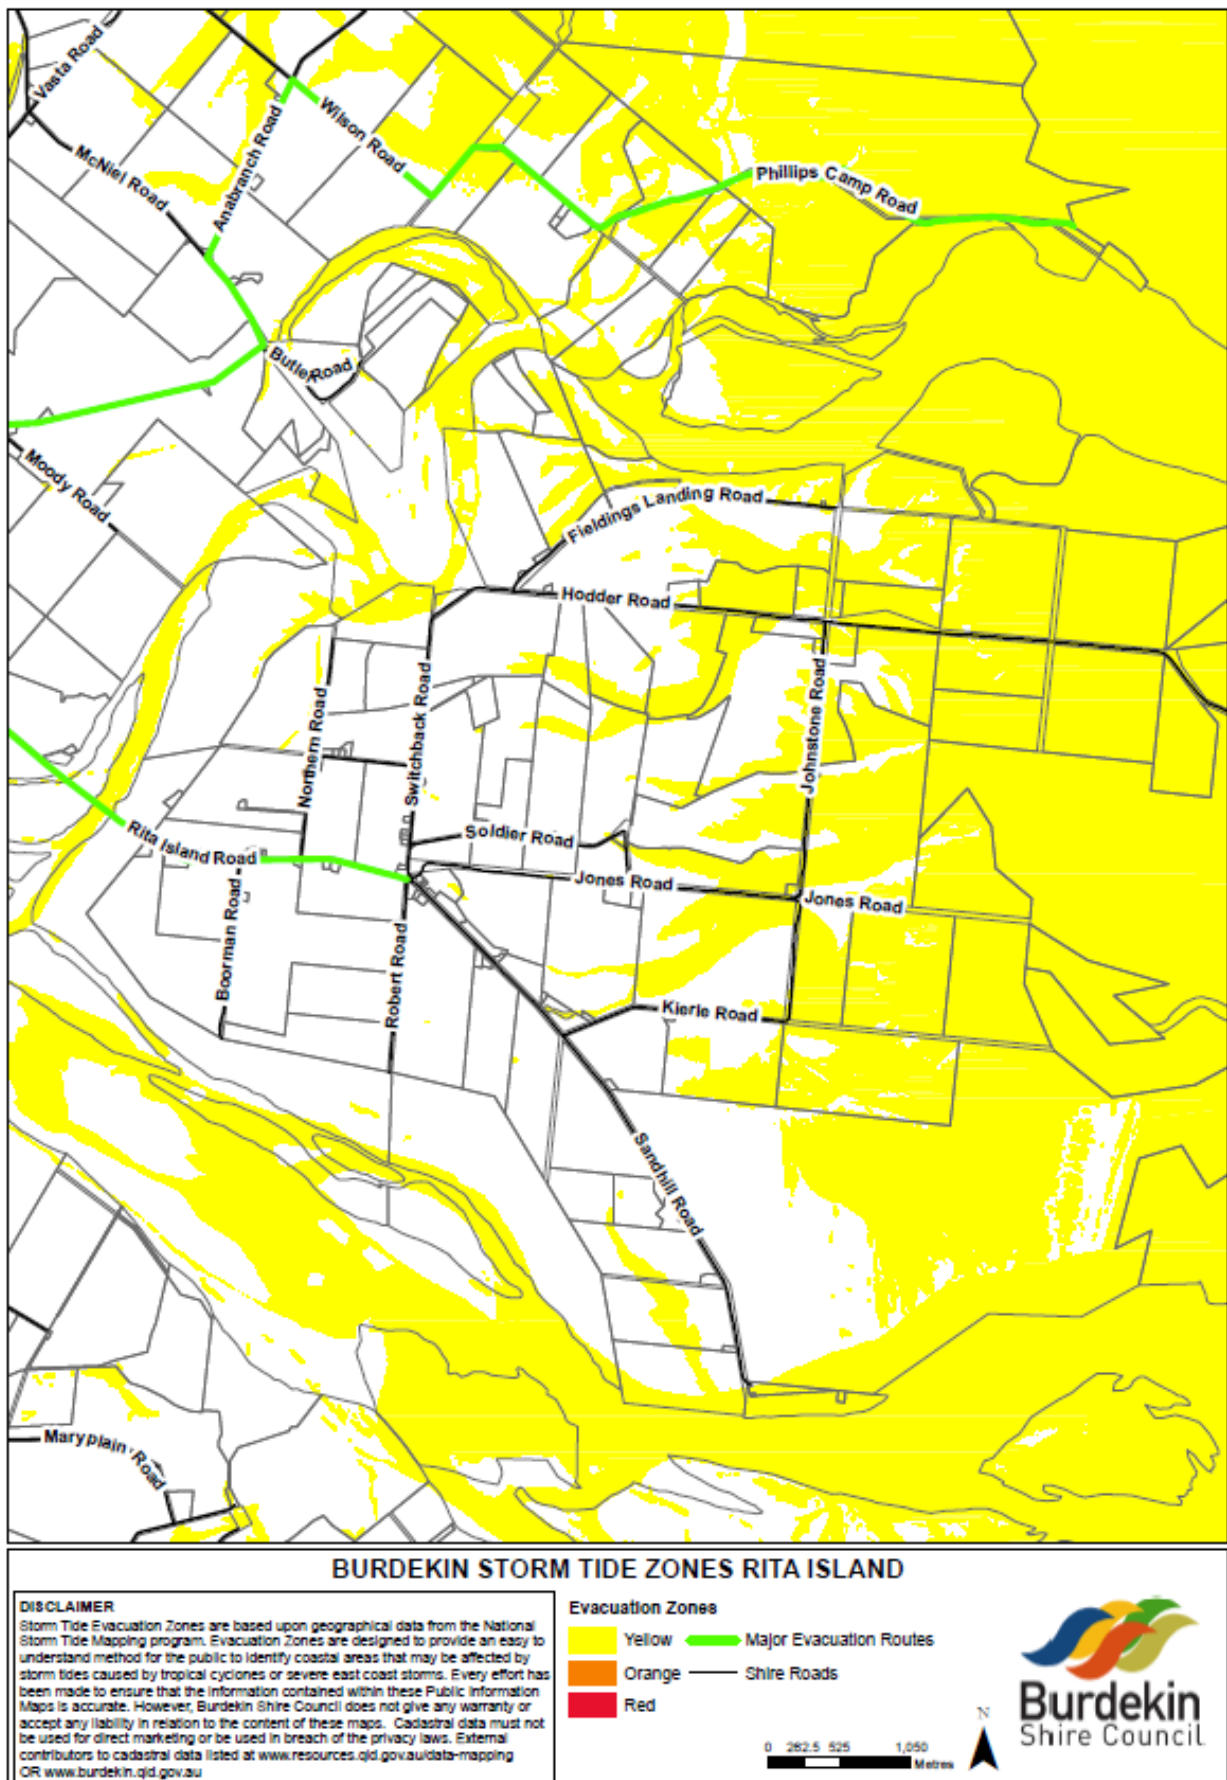 Vasta Road
Wilson Road
McNiel Road
Anabranch Road
Phillips Camp Road
Butler Road
Moody Road
Fieldings Landing Road
Hodder Road
Northern Road
Switchback Road
Johnstone Road
Rita Island Road
Soldier Road
Jones Road
Jones Road
Boorman Road
Robert Road
Kierle Road
Sandhill Road
Maryplain Road
BURDEKIN STORM TIDE ZONES RITA ISLAND
DISCLAIMER
Storm Tide Evacuation Zones are based upon geographical data from the National
Storm Tide Mapping program. Evacuation Zones are designed to provide an easy to
understand method for the public to identify coastal areas that may be affected by
storm tides caused by tropical cyclones or severe east coast storms. Every effort has
been made to ensure that the information contained within these Public Information
Maps is accurate. However, Burdekin Shire Council does not give any warranty or
accept any liability in relation to the content of these maps. Cadastral data must not
be used for direct marketing or be used in breach of the privacy laws. External
contributors to cadastral data listed at www.resources.qld.gov.au/data-mapping
OR www.burdekin.qld.gov.au
Evacuation Zones
Yellow
Orange
Red
Major Evacuation Routes
Shire Roads
0 262.5 525 1,050
Metres
N
Burdekin
Shire Council